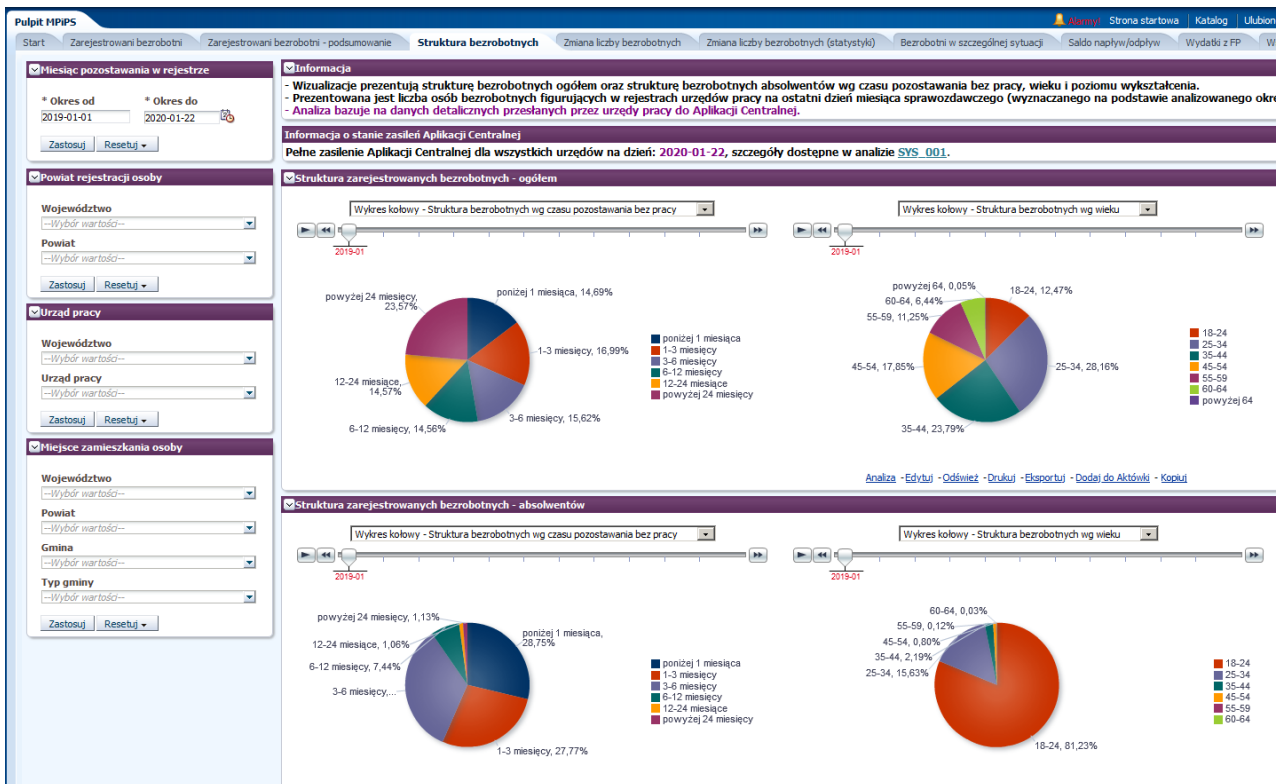 Pulpit MPiPS
Alarmy! Strona startowa Katalog Ulubion
Start Zarejestrowani bezrobotni Zarejestrowani bezrobotni - podsumowanie Struktura bezrobotnych Zmiana liczby bezrobotnych Zmiana liczby bezrobotnych (statystyki) Bezrobotni w szczególnej sytuacji Saldo napływ/odpływ Wydatki z FP W
Miesiąc pozostawania w rejestrze
* Okres od * Okres do
2019-01-01 2020-01-22
Zastosuj Resetuj
Powiat rejestracji osoby
Województwo
--Wybór wartości--
Powiat
--Wybór wartości--
Zastosuj Resetuj
Urząd pracy
Województwo
--Wybór wartości--
Urząd pracy
--Wybór wartości--
Zastosuj Resetuj
Miejsce zamieszkania osoby
Województwo
--Wybór wartości--
Powiat
--Wybór wartości--
Gmina
--Wybór wartości--
Typ gminy
--Wybór wartości--
Zastosuj Resetuj
Informacja
- Wizualizacje prezentują strukturę bezrobotnych ogółem oraz strukturę bezrobotnych absolwentów wg czasu pozostawania bez pracy, wieku i poziomu wykształcenia.
- Prezentowana jest liczba osób bezrobotnych figurujących w rejestrach urzędów pracy na ostatni dzień miesiąca sprawozdawczego (wyznaczanego na podstawie analizowanego okre
- Analiza bazuje na danych detalicznych przesłanych przez urzędy pracy do Aplikacji Centralnej.
Informacja o stanie zasileń Aplikacji Centralnej
Pełne zasilenie Aplikacji Centralnej dla wszystkich urzędów na dzień: 2020-01-22, szczegóły dostępne w analizie SYS_001.
Struktura zarejestrowanych bezrobotnych - ogółem
Wykres kołowy - Struktura bezrobotnych wg czasu pozostawania bez pracy
2019-01
powyżej 24 miesięcy,
23,57%
poniżej 1 miesiąca, 14,69%
1-3 miesięcy, 16,99%
12-24 miesiące,
14,57%
3-6 miesięcy, 15,62%
6-12 miesięcy, 14,56%
poniżej 1 miesiąca
1-3 miesięcy
3-6 miesięcy
6-12 miesięcy
12-24 miesiące
powyżej 24 miesięcy
Wykres kołowy - Struktura bezrobotnych wg wieku
2019-01
powyżej 64, 0,05%
60-64, 6,44%
55-59, 11,25%
18-24, 12,47%
45-54, 17,85%
25-34, 28,16%
35-44, 23,79%
18-24
25-34
35-44
45-54
55-59
60-64
powyżej 64
Analiza - Edytuj - Odśwież - Drukuj - Eksportuj - Dodaj do Aktówki - Kopiuj
Struktura zarejestrowanych bezrobotnych - absolwentów
Wykres kołowy - Struktura bezrobotnych wg czasu pozostawania bez pracy
2019-01
powyżej 24 miesięcy, 1,13%
12-24 miesiące, 1,06%
6-12 miesięcy, 7,44%
3-6 miesięcy,...
poniżej 1 miesiąca,
28,75%
1-3 miesięcy, 27,77%
poniżej 1 miesiąca
1-3 miesięcy
3-6 miesięcy
6-12 miesięcy
12-24 miesiące
powyżej 24 miesięcy
Wykres kołowy - Struktura bezrobotnych wg wieku
2019-01
60-64, 0,03%
55-59, 0,12%
45-54, 0,80%
35-44, 2,19%
25-34, 15,63%
18-24, 81,23%
18-24
25-34
35-44
45-54
55-59
60-64